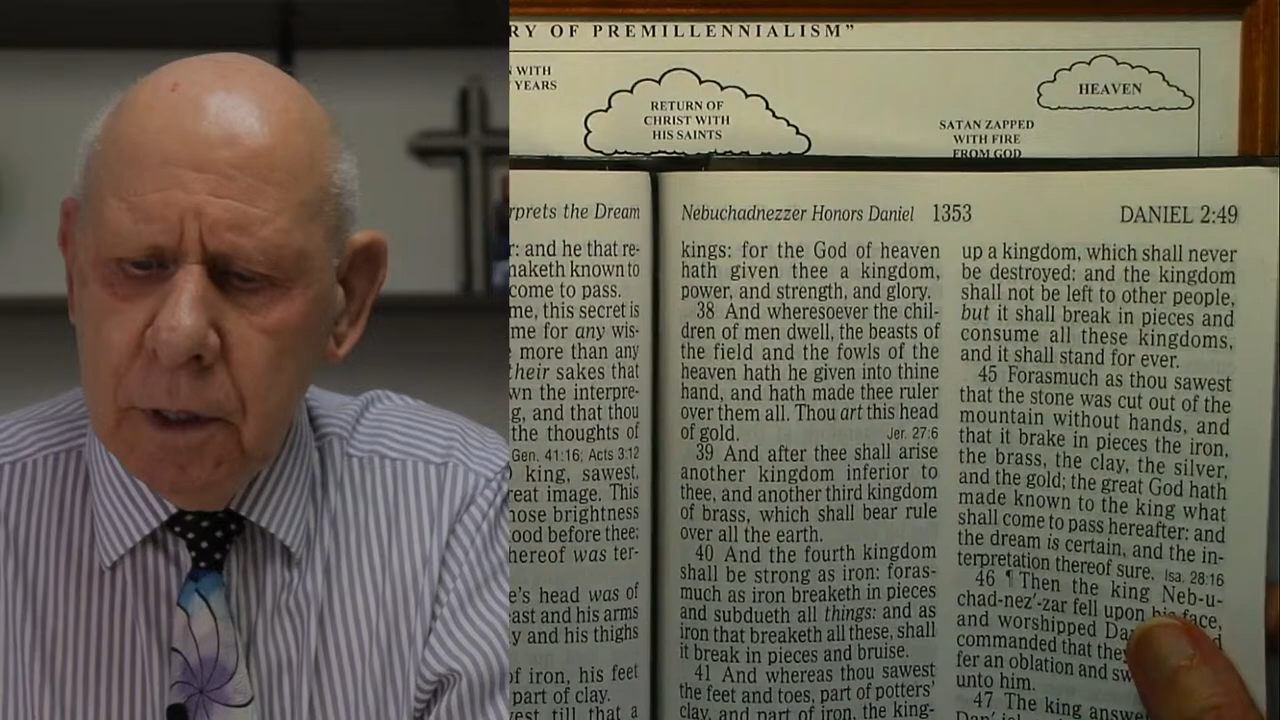 RY OF PREMILLENNIALISM”
WITH
YEARS
RETURN OF
CHRIST WITH
HIS SAINTS
HEAVEN
SATAN ZAPPED
WITH FIRE
FROM GOD
rprets the Dream
r: and he that re-
maketh known to
come to pass.
me, this secret is
me for any wis-
more than any
their sakes that
wn the interpre-
g, and that thou
the thoughts of
Gen. 41:16; Acts 3:12
king, sawest,
reat image. This
hose brightness
ood before thee;
hereof was ter-
e’s head was of
east and his arms
y and his thighs
of iron, his feet
part of clay.
west till that a
Nebuchadnezzer Honors Daniel 1353 DANIEL 2:49
kings: for the God of heaven
hath given thee a kingdom,
power, and strength, and glory.
38 And wheresoever the chil-
dren of men dwell, the beasts of
the field and the fowls of the
heaven hath he given into thine
hand, and hath made thee ruler
over them all. Thou art this head
of gold. Jer. 27:6
39 And after thee shall arise
another kingdom inferior to
thee, and another third kingdom
of brass, which shall bear rule
over all the earth.
40 And the fourth kingdom
shall be strong as iron: foras-
much as iron breaketh in pieces
and subdueth all things: and as
iron that breaketh all these, shall
it break in pieces and bruise.
41 And whereas thou sawest
the feet and toes, part of potters’
clay, and part of iron, the king-
up a kingdom, which shall never
be destroyed: and the kingdom
shall not be left to other people,
but it shall break in pieces and
consume all these kingdoms,
and it shall stand for ever.
45 Forasmuch as thou sawest
that the stone was cut out of the
mountain without hands, and
that it brake in pieces the iron,
the brass, the clay, the silver,
and the gold; the great God hath
made known to the king what
shall come to pass hereafter: and
the dream is certain, and the in-
terpretation thereof sure. Isa. 28:16
46 ¶ Then the king Neb-u-
chad-nez′-zar fell upon his face,
and worshipped Da
commanded that they
fer an oblation and sw
unto him.
47 The king answe